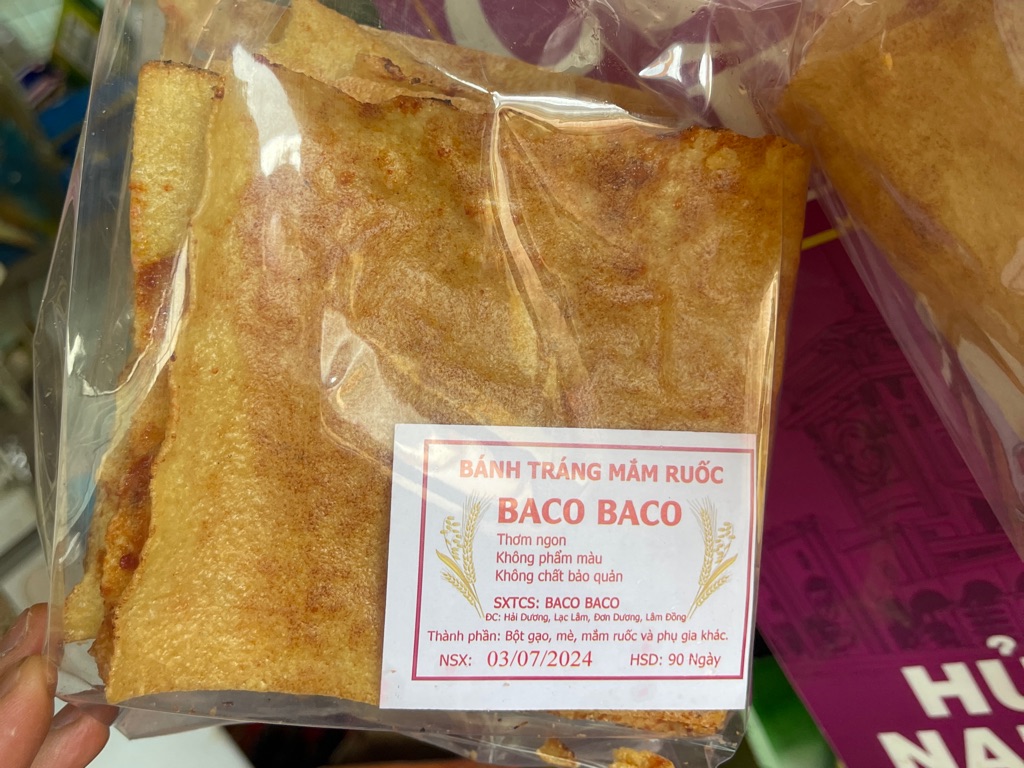 BÁNH TRÁNG MẮM RUỐC
BACO BACO
Thơm ngon
Không phẩm màu
Không chất bảo quản
SXTCS: BACO BACO
ĐC: Hải Dương, Lạc Lâm, Đơn Dương, Lâm Đồng
Thành phần: Bột gạo, mè, mắm ruốc và phụ gia khác.
NSX: 03/07/2024 HSD: 90 Ngày